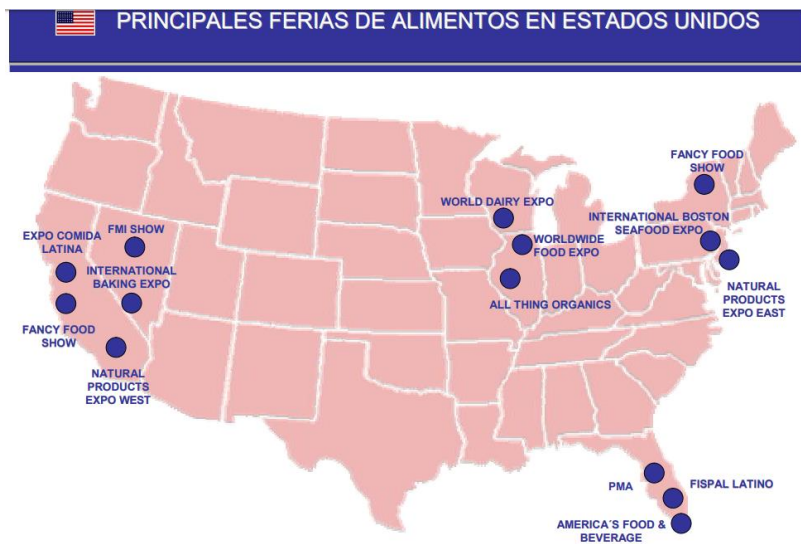 PRINCIPALES FERIAS DE ALIMENTOS EN ESTADOS UNIDOS
FANCY FOOD
SHOW
WORLD DAIRY EXPO
INTERNATIONAL BOSTON
SEAFOOD EXPO
FMI SHOW
EXPO COMIDA
LATINA
WORLDWIDE
FOOD EXPO
INTERNATIONAL
BAKING EXPO
NATURAL
PRODUCTS
EXPO EAST
ALL THING ORGANICS
FANCY FOOD
SHOW
NATURAL
PRODUCTS
EXPO WEST
PMA
FISPAL LATINO
AMERICA´S FOOD &
BEVERAGE